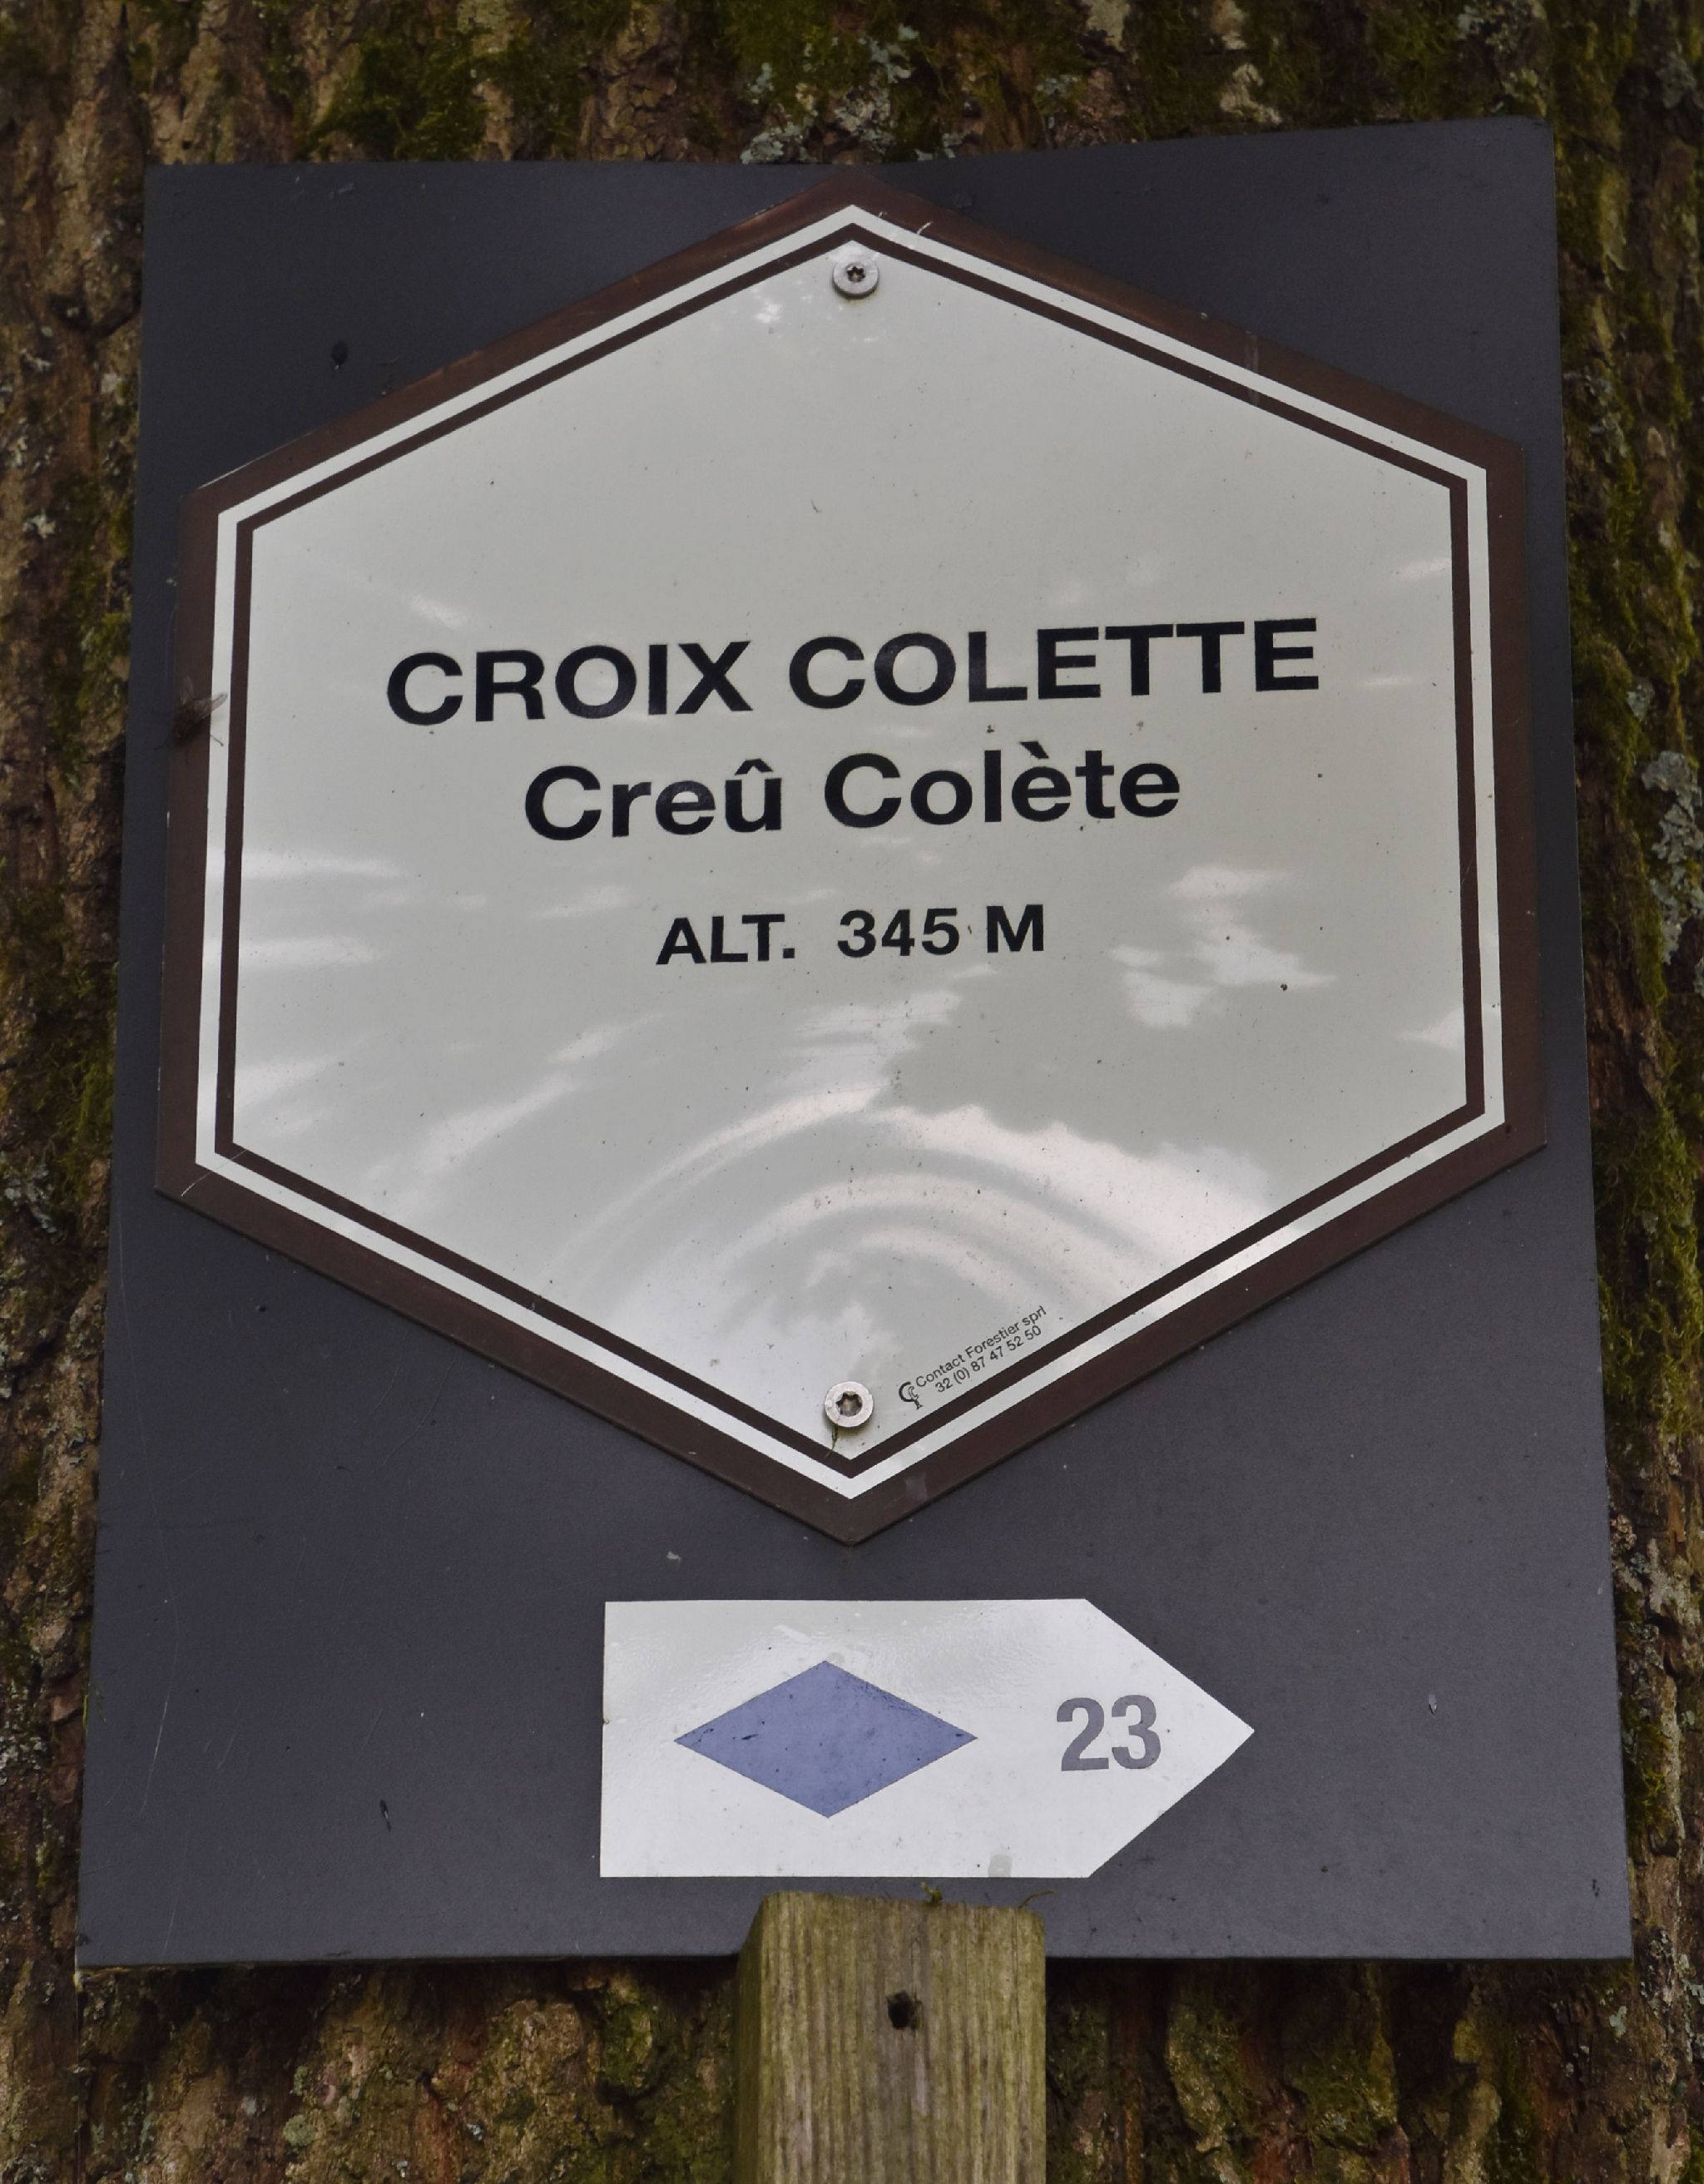 CROIX COLETTE
Creû Colète
ALT. 345 M
Contact Forestier sprl
32 (0) 87 47 52 50
23